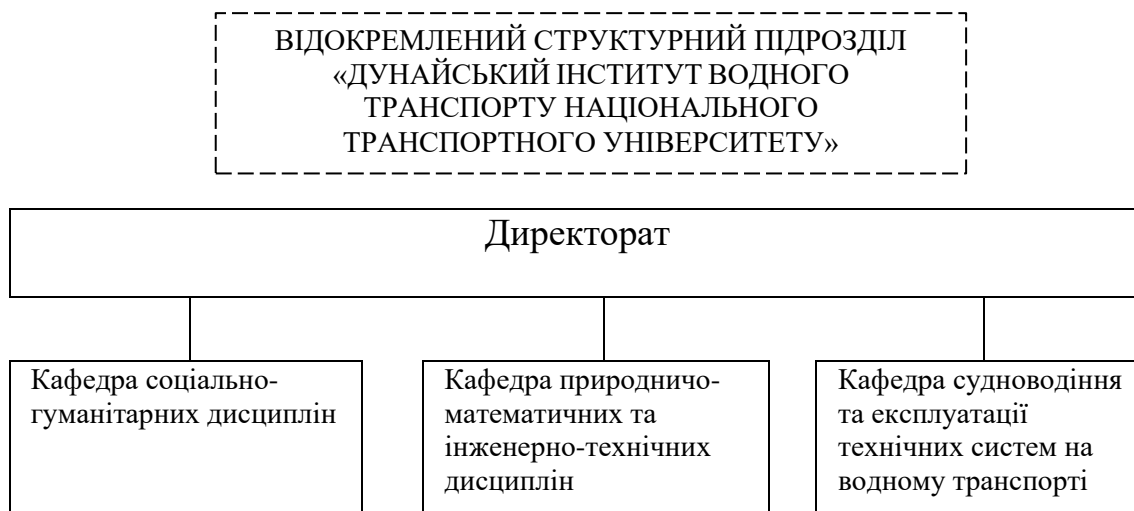 ВІДОКРЕМЛЕНИЙ СТРУКТУРНИЙ ПІДРОЗДІЛ
«ДУНАЙСЬКИЙ ІНСТИТУТ ВОДНОГО
ТРАНСПОРТУ НАЦІОНАЛЬНОГО
ТРАНСПОРТНОГО УНІВЕРСИТЕТУ»
Директорат
Кафедра соціально-
гуманітарних дисциплін
Кафедра природничо-
математичних та
інженерно-технічних
дисциплін
Кафедра судноводіння
та експлуатації
технічних систем на
водному транспорті